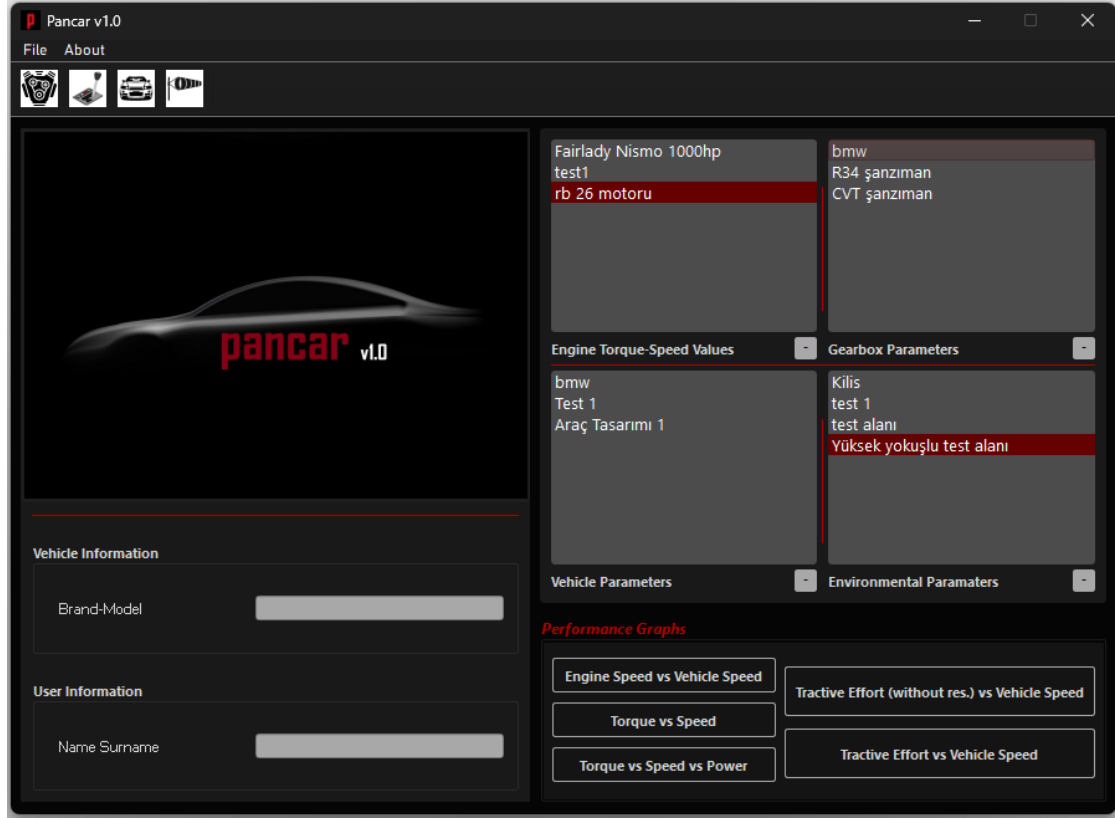 Pancar v1.0
File About
pancar v1.0
Fairlady Nismo 1000hp
test1
rb 26 motoru
Engine Torque-Speed Values -
bmw
R34 şanzıman
CVT şanzıman
Gearbox Parameters -
bmw
Test 1
Araç Tasarımı 1
Vehicle Parameters -
Kilis
test 1
test alanı
Yüksek yokuşlu test alanı
Environmental Paramaters -
Vehicle Information
Brand-Model
User Information
Name Surname
Performance Graphs
Engine Speed vs Vehicle Speed
Torque vs Speed
Torque vs Speed vs Power
Tractive Effort (without res.) vs Vehicle Speed
Tractive Effort vs Vehicle Speed